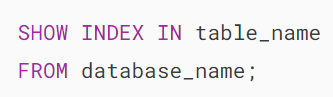 SHOW INDEX IN table_name
FROM database_name;